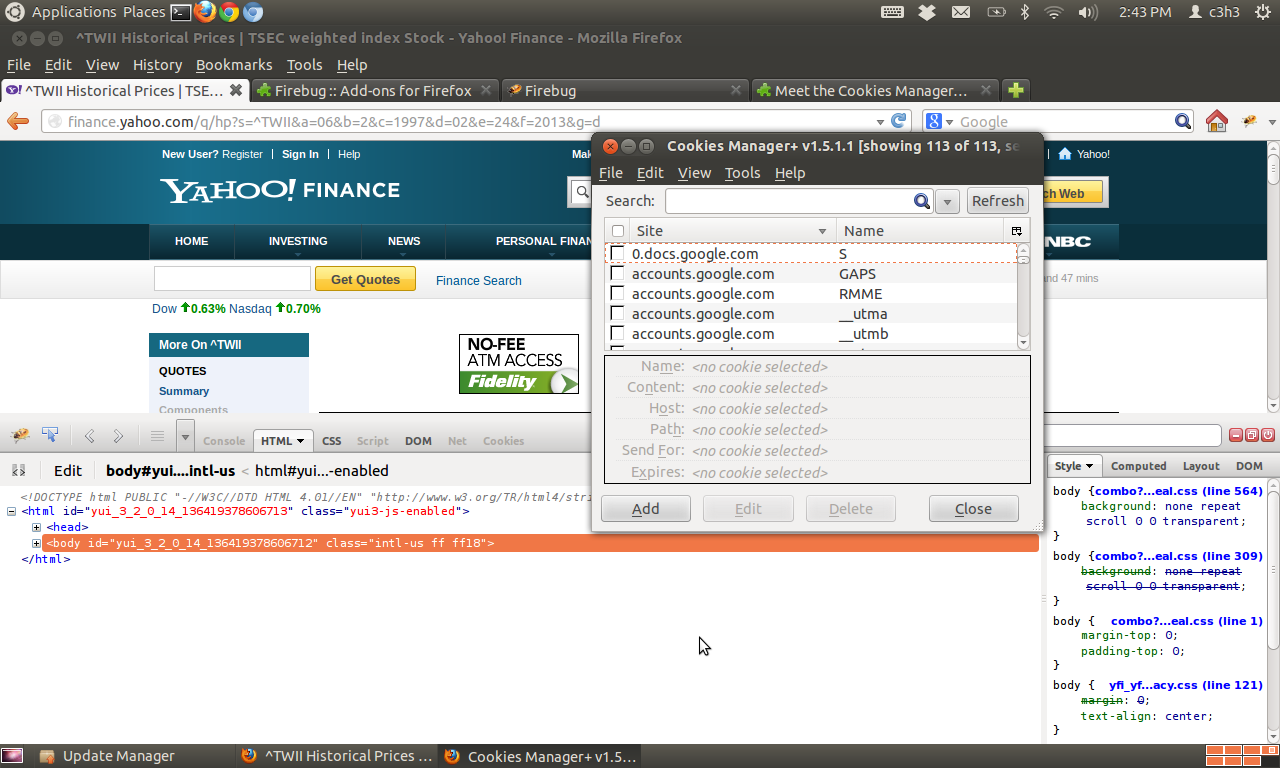 Applications Places 2:43 PM c3h3
^TWII Historical Prices | TSEC weighted index Stock - Yahoo! Finance - Mozilla Firefox
File Edit View History Bookmarks Tools Help
^TWII Historical Prices | TSE... Firebug :: Add-ons for Firefox Firebug Meet the Cookies Manager...
finance.yahoo.com/q/hp?s=^TWII&a=06&b=2&c=1997&d=02&e=24&f=2013&g=d Google
New User? Register Sign In Help Mak Yahoo!
YAHOO! FINANCE
ch Web
HOME INVESTING NEWS PERSONAL FINAN NBC
Get Quotes Finance Search and 47 mins
Dow 0.63% Nasdaq 0.70%
More On ^TWII
QUOTES
Summary
Components
NO-FEE
ATM ACCESS
Fidelity
Cookies Manager+ v1.5.1.1 [showing 113 of 113, se
File Edit View Tools Help
Search: Refresh
Site Name
0.docs.google.com S
accounts.google.com GAPS
accounts.google.com RMME
accounts.google.com __utma
accounts.google.com __utmb
Name: <no cookie selected>
Content: <no cookie selected>
Host: <no cookie selected>
Path: <no cookie selected>
Send For: <no cookie selected>
Expires: <no cookie selected>
Add Edit Delete Close
Console HTML CSS Script DOM Net Cookies
Edit body#yui....intl-us < html#yui...-enabled
<!DOCTYPE html PUBLIC "-//W3C//DTD HTML 4.01//EN" "http://www.w3.org/TR/html4/stri
<html id="yui_3_2_0_14_136419378606713" class="yui3-js-enabled">
<head>
<body id="yui_3_2_0_14_136419378606712" class="intl-us ff ff18">
</html>
Style Computed Layout DOM
body { combo?...eal.css (line 564)
background: none repeat
scroll 0 0 transparent;
}
body { combo?...eal.css (line 309)
background: none repeat
scroll 0 0 transparent;
}
body { combo?...eal.css (line 1)
margin-top: 0;
padding-top: 0;
}
body { yfi_yf...acy.css (line 121)
margin: 0;
text-align: center;
}
Update Manager ^TWII Historical Prices ... Cookies Manager+ v1.5...